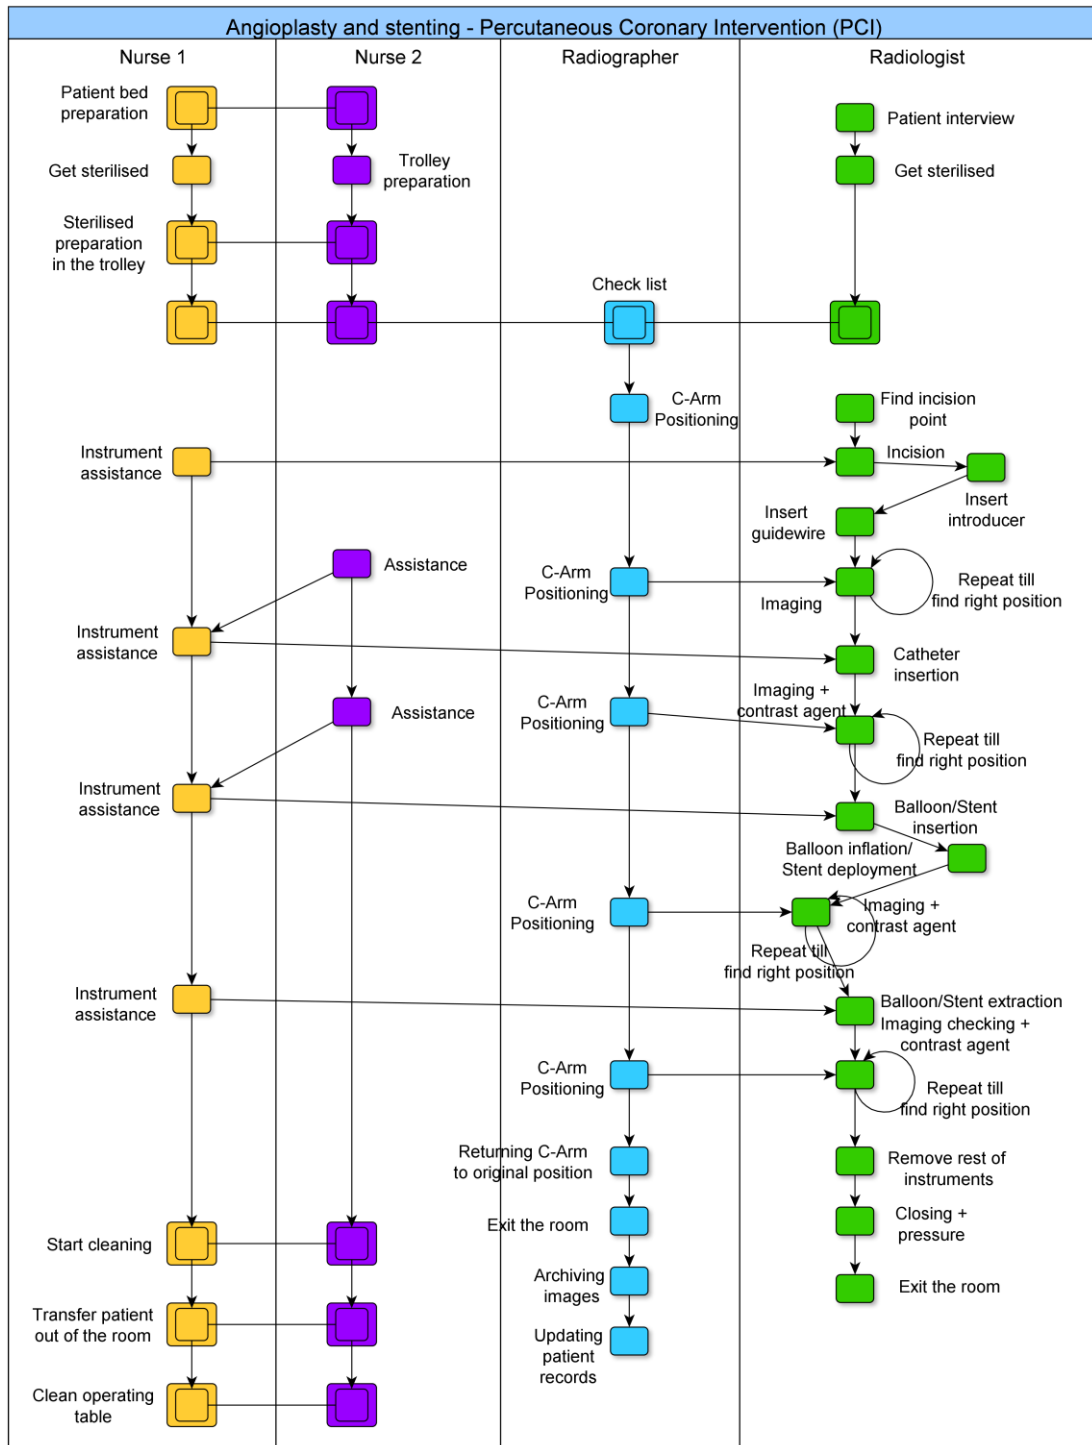 Angioplasty and stenting - Percutaneous Coronary Intervention (PCI)
Nurse 1
Nurse 2
Radiographer
Radiologist
Patient bed
preparation
Patient interview
Get sterilised
Trolley
preparation
Get sterilised
Sterilised
preparation
in the trolley
Check list
C-Arm
Positioning
Find incision
point
Instrument
assistance
Incision
Insert
introducer
Insert
guidewire
Assistance
C-Arm
Positioning
Imaging
Repeat till
find right position
Instrument
assistance
Catheter
insertion
Assistance
C-Arm
Positioning
Imaging +
contrast agent
Repeat till
find right position
Instrument
assistance
Balloon/Stent
insertion
Balloon inflation/
Stent deployment
C-Arm
Positioning
Imaging +
contrast agent
Repeat till
find right position
Instrument
assistance
Balloon/Stent extraction
Imaging checking +
contrast agent
C-Arm
Positioning
Repeat till
find right position
Returning C-Arm
to original position
Remove rest of
instruments
Exit the room
Closing +
pressure
Start cleaning
Archiving
images
Exit the room
Transfer patient
out of the room
Updating
patient
records
Clean operating
table